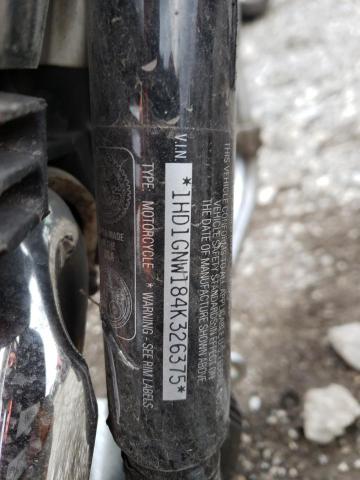 THIS VEHICLE CONFORMS TO ALL APPLICABLE
VEHICLE SAFETY STANDARDS IN EFFECT ON
THE DATE OF MANUFACTURE SHOWN ABOVE
V.I.N. *1HD1GNW184K326375*
TYPE: MOTORCYCLE * WARNING - SEE RIM LABELS
MADE